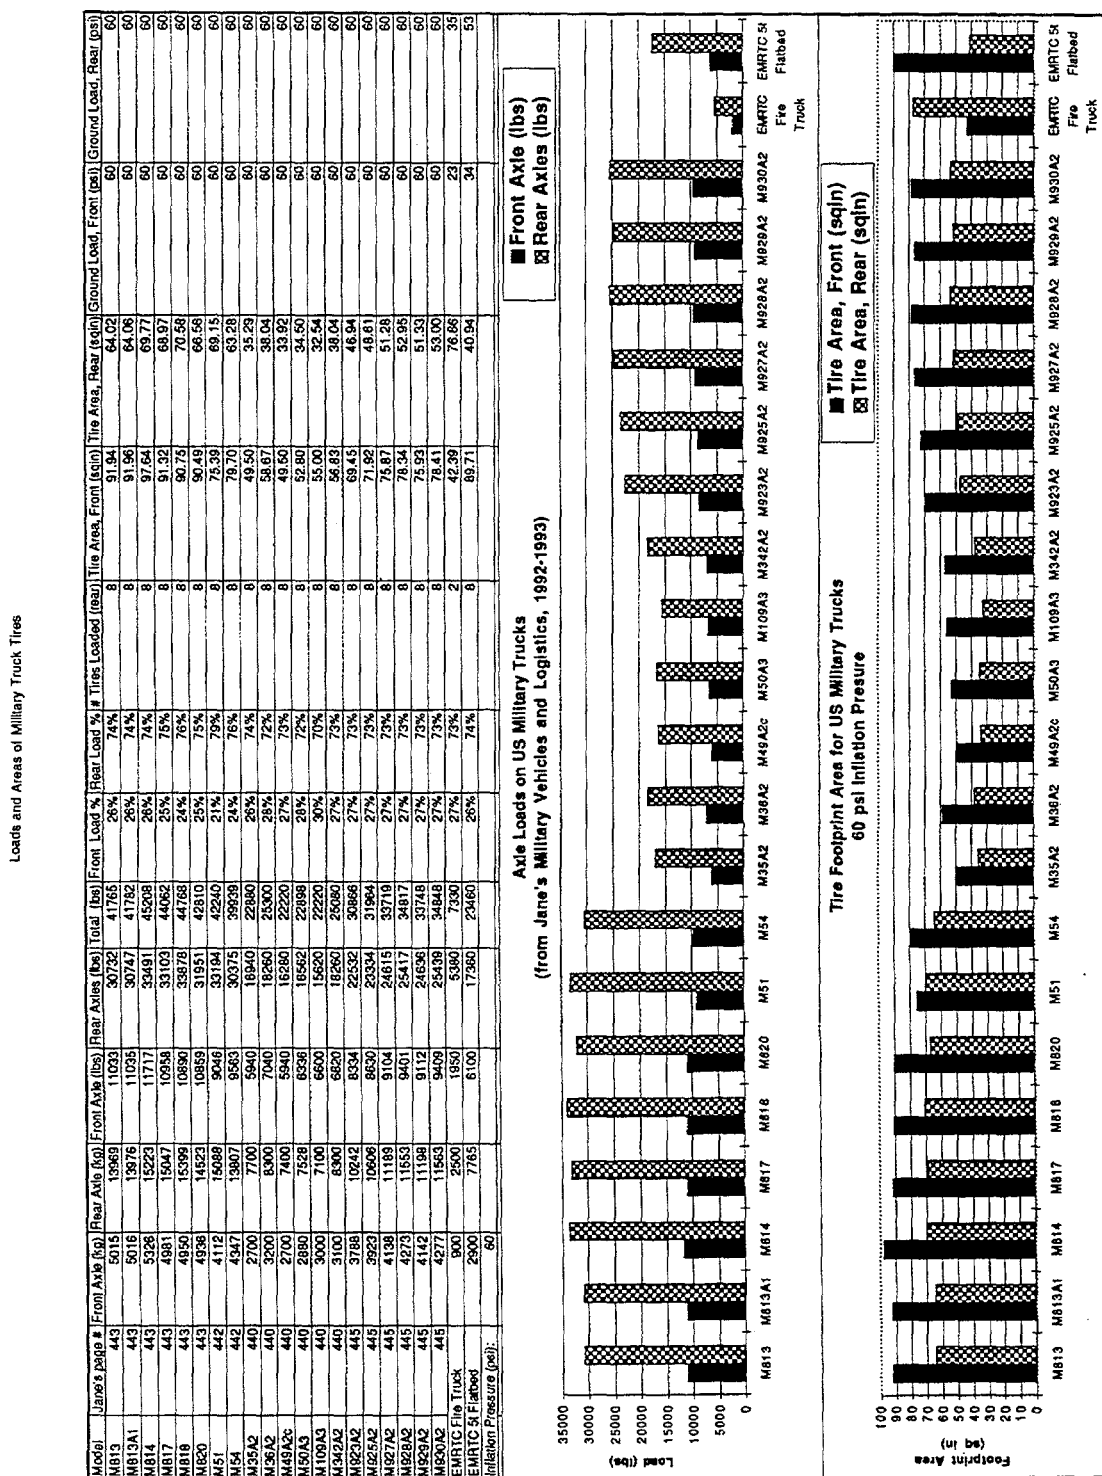 Loads and Areas of Military Truck Tires
Model Jane's page # Front Axle (kg) Rear Axle (kg) Front Axle (lbs) Rear Axles (lbs) Total (lbs) Front Load % Rear Load % # Tires Loaded (rear) Tire Area, Front (sqin) Tire Area, Rear (sqin) Ground Load, Front (psi) Ground Load, Rear (psi)
M813 443 5015 13969 11033 30732 41765 26% 74% 8 91.94 64.02 60 60
M813A1 443 5016 13976 11035 30747 41782 26% 74% 8 91.96 64.06 60 60
M814 443 5326 15223 11717 33491 45208 26% 74% 8 97.64 69.77 60 60
M817 443 4981 15047 10958 33103 44062 25% 75% 8 91.32 68.97 60 60
M818 443 4950 15399 10890 33878 44768 24% 76% 8 90.75 70.58 60 60
M820 443 4936 14523 10859 31951 42810 25% 75% 8 90.49 66.56 60 60
M51 442 4112 15088 9046 33194 42240 21% 79% 8 75.39 69.15 60 60
M54 442 4347 13807 9563 30375 39939 24% 76% 8 79.70 63.28 60 60
M35A2 440 2700 7700 5940 16940 22880 26% 74% 8 49.50 35.29 60 60
M36A2 440 3200 8300 7040 18260 25300 28% 72% 8 58.67 38.04 60 60
M49A2c 440 2700 7400 5940 16280 22220 27% 73% 8 49.50 33.92 60 60
M50A3 440 2880 7528 6336 16562 22898 28% 72% 8 52.80 34.50 60 60
M109A3 440 3000 7100 6600 15620 22220 30% 70% 8 55.00 32.54 60 60
M342A2 440 3100 8300 6820 18260 25080 27% 73% 8 56.83 38.04 60 60
M923A2 445 3788 10242 8334 22532 30866 27% 73% 8 69.45 46.94 60 60
M925A2 445 3923 10606 8630 23334 31964 27% 73% 8 71.92 48.61 60 60
M927A2 445 4138 11189 9104 24615 33719 27% 73% 8 75.87 51.28 60 60
M928A2 445 4273 11553 9401 25417 34817 27% 73% 8 78.34 52.95 60 60
M929A2 445 4142 11198 9112 24636 33748 27% 73% 8 75.93 51.33 60 60
M930A2 445 4277 11563 9409 25439 34848 27% 73% 8 78.41 53.00 60 60
EMRTC Fire Truck 900 2500 1950 5380 7330 27% 73% 2 42.39 76.86 23 35
EMRTC 5t Flatbed 2900 7765 6100 17360 23460 26% 74% 8 89.71 40.94 34 53
Inflation Pressure (psi): 60
Axle Loads on US Military Trucks
(from Jane's Military Vehicles and Logistics, 1992-1993)
Front Axle (lbs)
Rear Axles (lbs)
Load (lbs)
35000
30000
25000
20000
15000
10000
5000
0
M813 M813A1 M814 M817 M818 M820 M51 M54 M35A2 M36A2 M49A2c M50A3 M109A3 M342A2 M923A2 M925A2 M927A2 M928A2 M929A2 M930A2 EMRTC Fire Truck EMRTC 5t Flatbed
Tire Footprint Area for US Military Trucks
60 psi Inflation Presure
Tire Area, Front (sqin)
Tire Area, Rear (sqin)
Footprint Area
(sq in)
100
90
80
70
60
50
40
30
20
10
0
M813 M813A1 M814 M817 M818 M820 M51 M54 M35A2 M36A2 M49A2c M50A3 M109A3 M342A2 M923A2 M925A2 M927A2 M928A2 M929A2 M930A2 EMRTC Fire Truck EMRTC 5t Flatbed